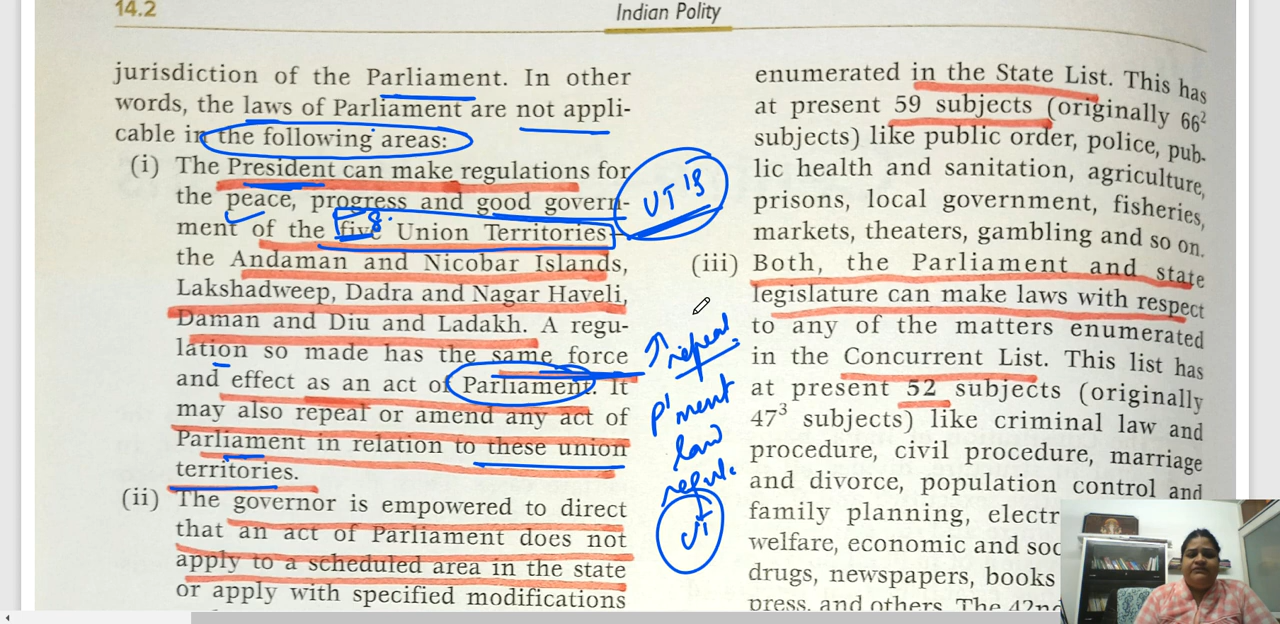 14.2
Indian Polity
jurisdiction of the Parliament. In other
words, the laws of Parliament are not appli-
cable in the following areas:
(i) The President can make regulations for
the peace, progress and good govern-
ment of the five Union Territories—
the Andaman and Nicobar Islands,
Lakshadweep, Dadra and Nagar Haveli,
Daman and Diu and Ladakh. A regu-
lation so made has the same force
and effect as an act of Parliament. It
may also repeal or amend any act of
Parliament in relation to these union
territories.
(ii) The governor is empowered to direct
that an act of Parliament does not
apply to a scheduled area in the state
or apply with specified modifications
8
UT
repeal
p'ment
law
UT
enumerated in the State List. This has
at present 59 subjects (originally 66²
subjects) like public order, police, pub-
lic health and sanitation, agriculture,
prisons, local government, fisheries,
markets, theaters, gambling and so on.
(iii) Both, the Parliament and state
legislature can make laws with respect
to any of the matters enumerated
in the Concurrent List. This list has
at present 52 subjects (originally
47³ subjects) like criminal law and
procedure, civil procedure, marriage
and divorce, population control and
family planning, electr
welfare, economic and soc
drugs, newspapers, books
press, and others. The 42nd